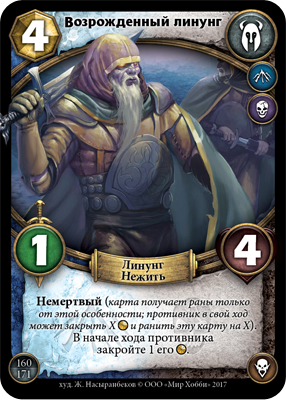 Возрожденный линунг
4
1
4
Линунг
Нежить
Немертвый (карта получает раны только
от этой особенности; противник в свой ход
может закрыть X и ранить эту карту на X).
В начале хода противника
закройте 1 его .
160
171
худ. Ж. Насыранбеков © ООО «Мир Хобби» 2017